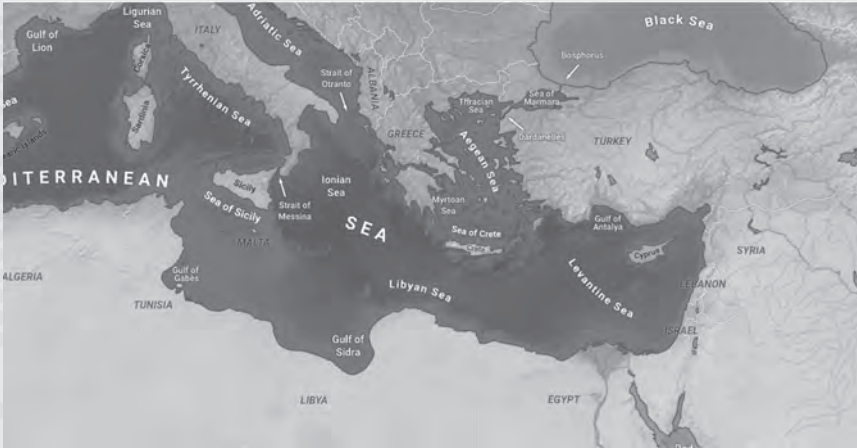 Ligurian
Sea
ITALY
Adriatic Sea
Black Sea
Gulf of
Lion
Corsica
Bosphorus
Tyrrhenian Sea
Strait of
Otranto
ALBANIA
Sea of
Marmara
Thracian
Sea
Sardinia
GREECE
Dardanelles
TURKEY
Aegean Sea
DITERRANEAN
Sicily
Ionian
Sea
Strait of
Messina
Myrtoan
Sea
Sea of Sicily
SEA
Sea of Crete
Crete
Gulf of
Antalya
Cyprus
SYRIA
MALTA
ALGERIA
Gulf of
Gabès
Libyan Sea
Levantine Sea
LEBANON
TUNISIA
ISRAEL
Gulf of
Sidra
LIBYA
EGYPT
Red